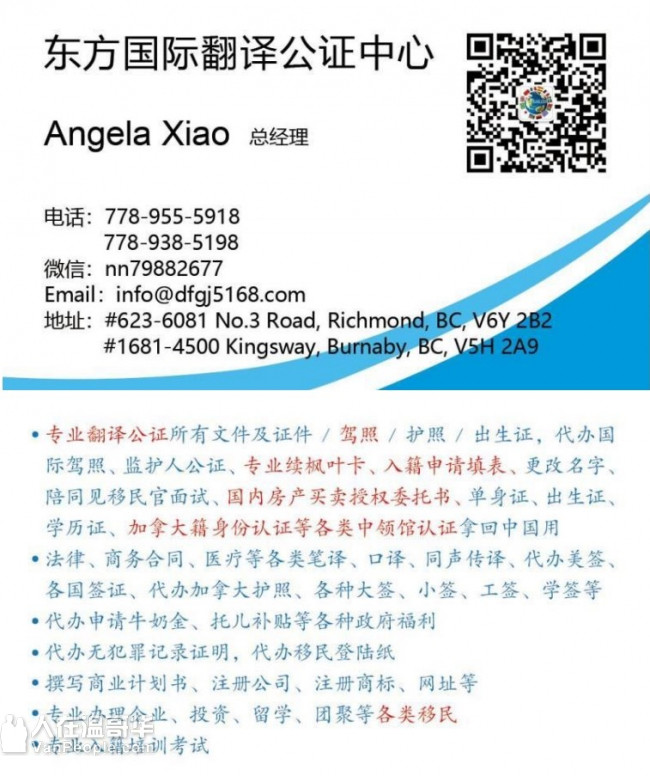 东方国际翻译公证中心
Angela Xiao 总经理
电话：778-955-5918
778-938-5198
微信：nn79882677
Email：info@dfgj5168.com
地址：#623-6081 No.3 Road, Richmond, BC, V6Y 2B2
#1681-4500 Kingsway, Burnaby, BC, V5H 2A9
• 专业翻译公证所有文件及证件 / 驾照 / 护照 / 出生证，代办国
际驾照、监护人公证、专业续枫叶卡、入籍申请填表、更改名字、
陪同见移民官面试、国内房产买卖授权委托书、单身证、出生证、
学历证、加拿大籍身份认证等各类中领馆认证拿回中国用
• 法律、商务合同、医疗等各类笔译、口译、同声传译、代办美签、
各国签证、代办加拿大护照、各种大签、小签、工签、学签等
• 代办申请牛奶金、托儿补贴等各种政府福利
• 代办无犯罪记录证明，代办移民登陆纸
• 撰写商业计划书、注册公司、注册商标、网址等
• 专业办理企业、投资、留学、团聚等各类移民
• 专业入籍培训考试
人在温哥华
VanPeople.com